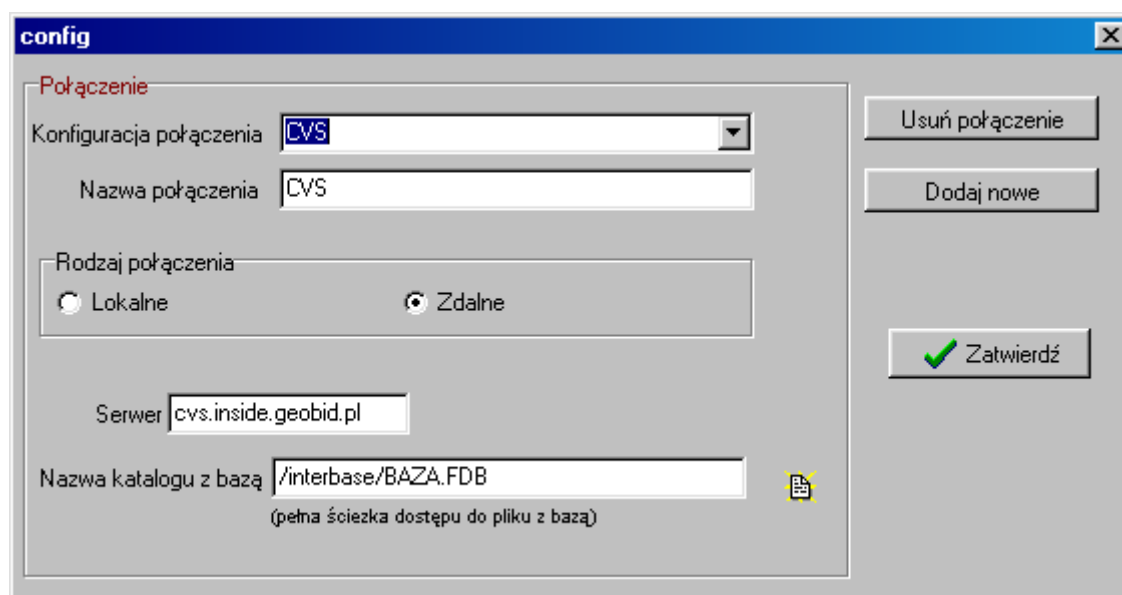 config
Połączenie
Konfiguracja połączenia CVS
Usuń połączenie
Nazwa połączenia CVS
Dodaj nowe
Rodzaj połączenia
Lokalne Zdalne
Zatwierdź
Serwer cvs.inside.geobid.pl
Nazwa katalogu z bazą /interbase/BAZA.FDB
(pełna ściezka dostępu do pliku z bazą)